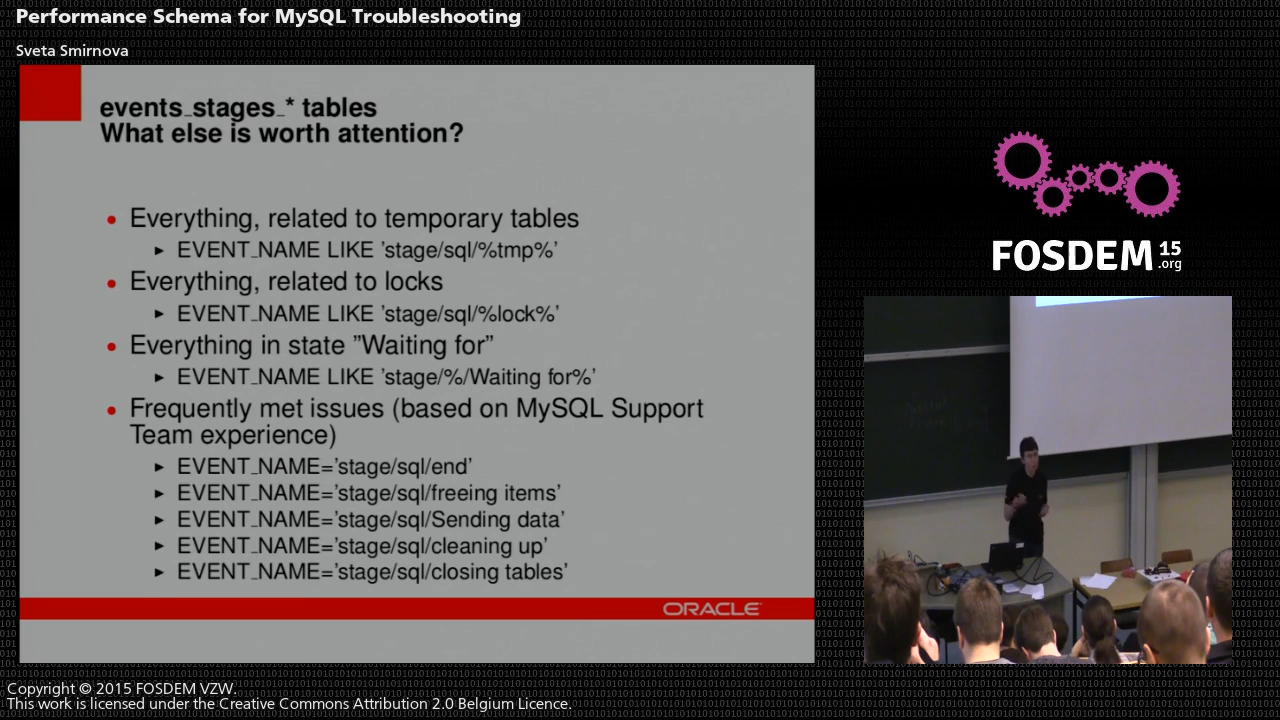 Performance Schema for MySQL Troubleshooting
Sveta Smirnova
events_stages_* tables
What else is worth attention?
• Everything, related to temporary tables
► EVENT_NAME LIKE ’stage/sql/%tmp%’
• Everything, related to locks
► EVENT_NAME LIKE ’stage/sql/%lock%’
• Everything in state ”Waiting for”
► EVENT_NAME LIKE ’stage/%/Waiting for%’
• Frequently met issues (based on MySQL Support
Team experience)
► EVENT_NAME=’stage/sql/end’
► EVENT_NAME=’stage/sql/freeing items’
► EVENT_NAME=’stage/sql/Sending data’
► EVENT_NAME=’stage/sql/cleaning up’
► EVENT_NAME=’stage/sql/closing tables’
ORACLE
FOSDEM 15
.org
Copyright © 2015 FOSDEM VZW.
This work is licensed under the Creative Commons Attribution 2.0 Belgium Licence.